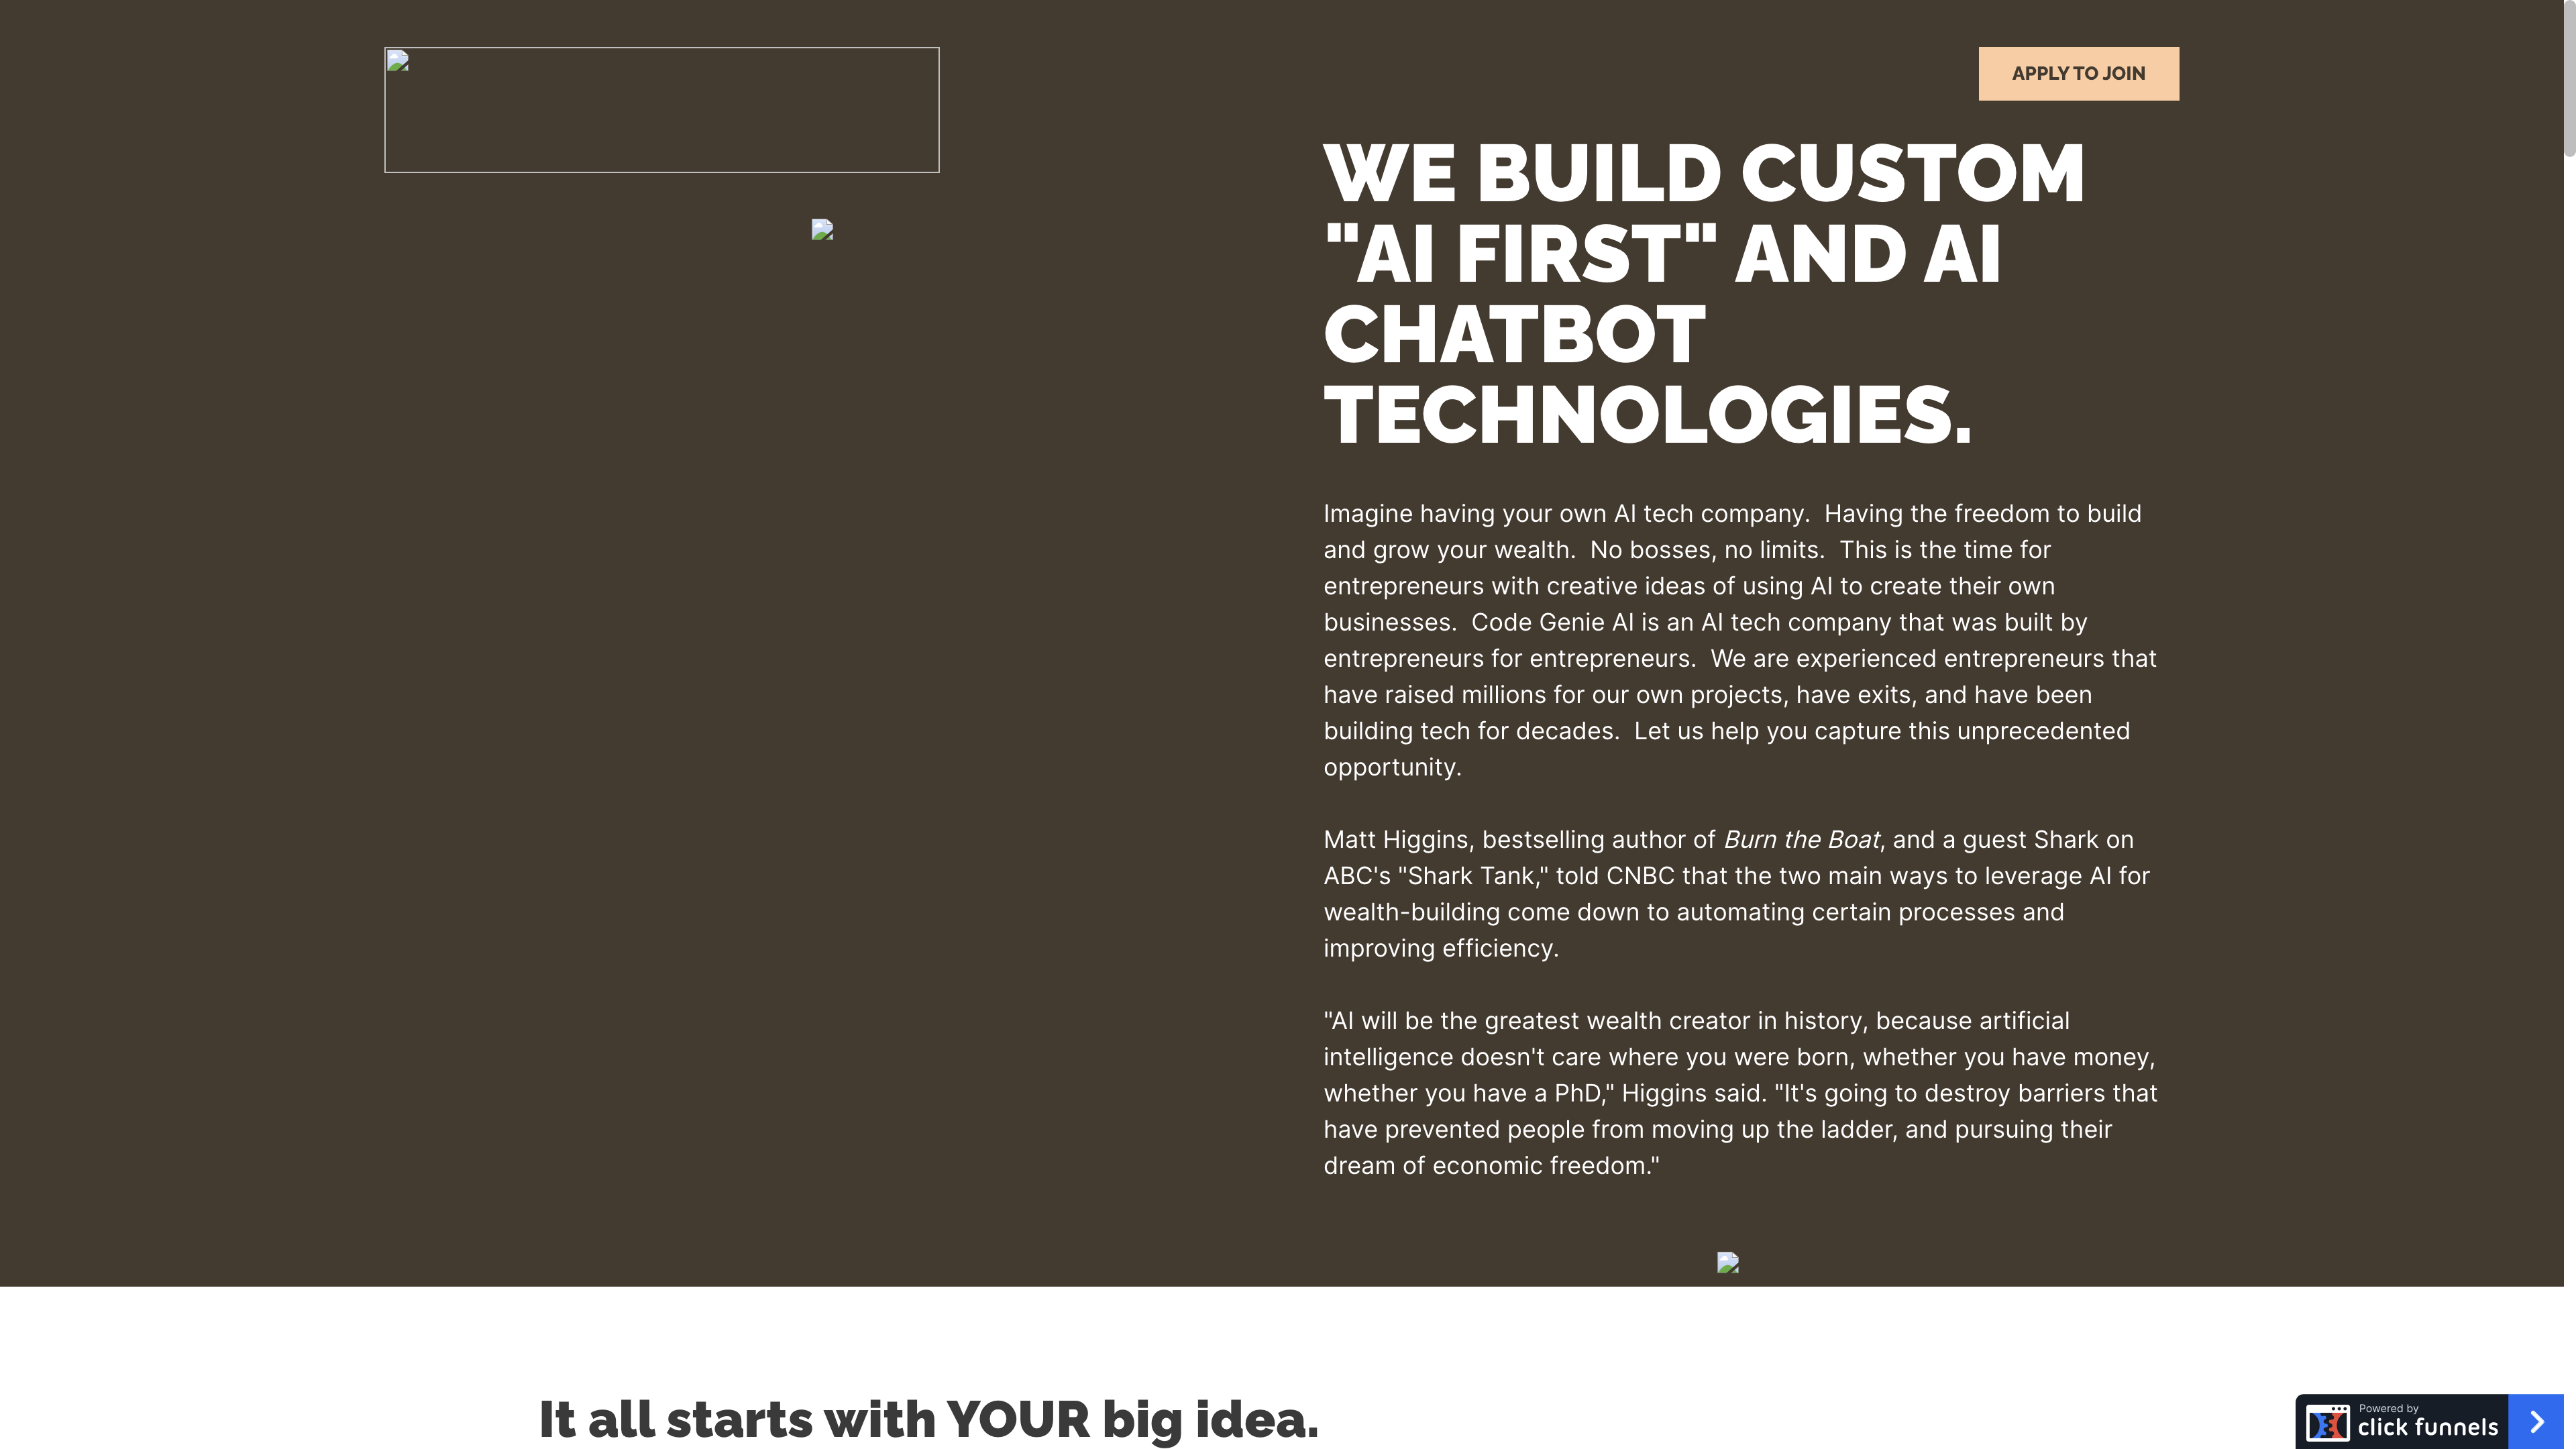 APPLY TO JOIN
WE BUILD CUSTOM
"AI FIRST" AND AI
CHATBOT
TECHNOLOGIES.
Imagine having your own AI tech company.  Having the freedom to build
and grow your wealth.  No bosses, no limits.  This is the time for
entrepreneurs with creative ideas of using AI to create their own
businesses.  Code Genie AI is an AI tech company that was built by
entrepreneurs for entrepreneurs.  We are experienced entrepreneurs that
have raised millions for our own projects, have exits, and have been
building tech for decades.  Let us help you capture this unprecedented
opportunity.
Matt Higgins, bestselling author of Burn the Boat, and a guest Shark on
ABC's "Shark Tank," told CNBC that the two main ways to leverage AI for
wealth-building come down to automating certain processes and
improving efficiency.
"AI will be the greatest wealth creator in history, because artificial
intelligence doesn't care where you were born, whether you have money,
whether you have a PhD," Higgins said. "It's going to destroy barriers that
have prevented people from moving up the ladder, and pursuing their
dream of economic freedom."
It all starts with YOUR big idea.
Powered by
click funnels